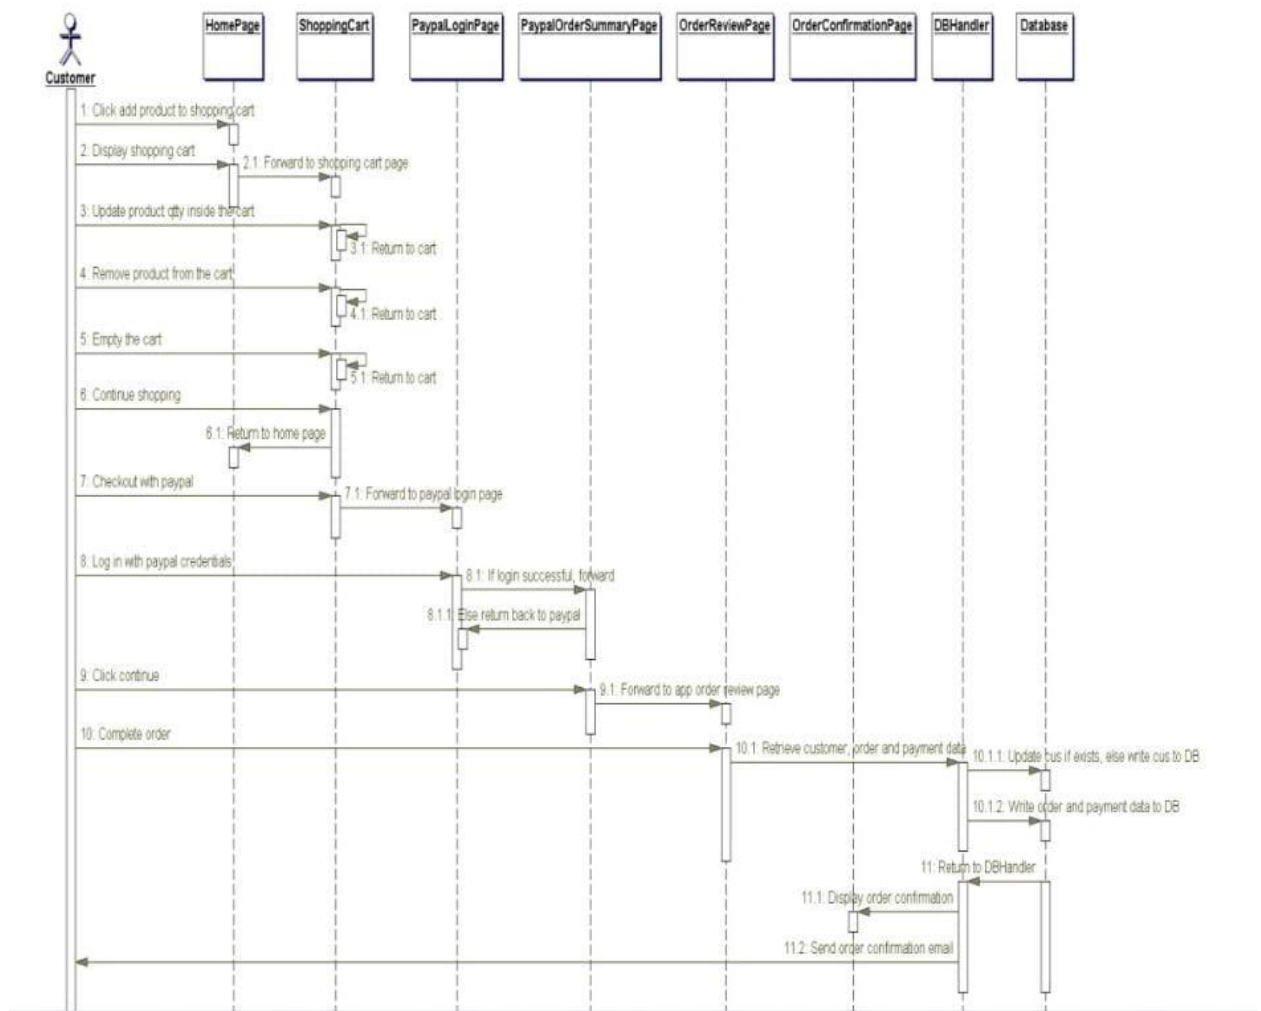 HomePage
ShoppingCart
PaypalLoginPage
PaypalOrderSummaryPage
OrderReviewPage
OrderConfirmationPage
DBHandler
Database
Customer
1: Click add product to shopping cart
2: Display shopping cart
2.1: Forward to shopping cart page
3: Update product qtty inside the cart
3.1: Return to cart
4: Remove product from the cart
4.1: Return to cart
5: Empty the cart
5.1: Return to cart
6: Continue shopping
6.1: Return to home page
7: Checkout with paypal
7.1: Forward to paypal login page
8: Log in with paypal credentials
8.1: If login successful, forward
8.1.1: Else return back to paypal
9: Click continue
9.1: Forward to app order review page
10: Complete order
10.1: Retrieve customer, order and payment data
10.1.1: Update cus if exists, else write cus to DB
10.1.2: Write order and payment data to DB
11: Return to DBHandler
11.1: Display order confirmation
11.2: Send order confirmation email